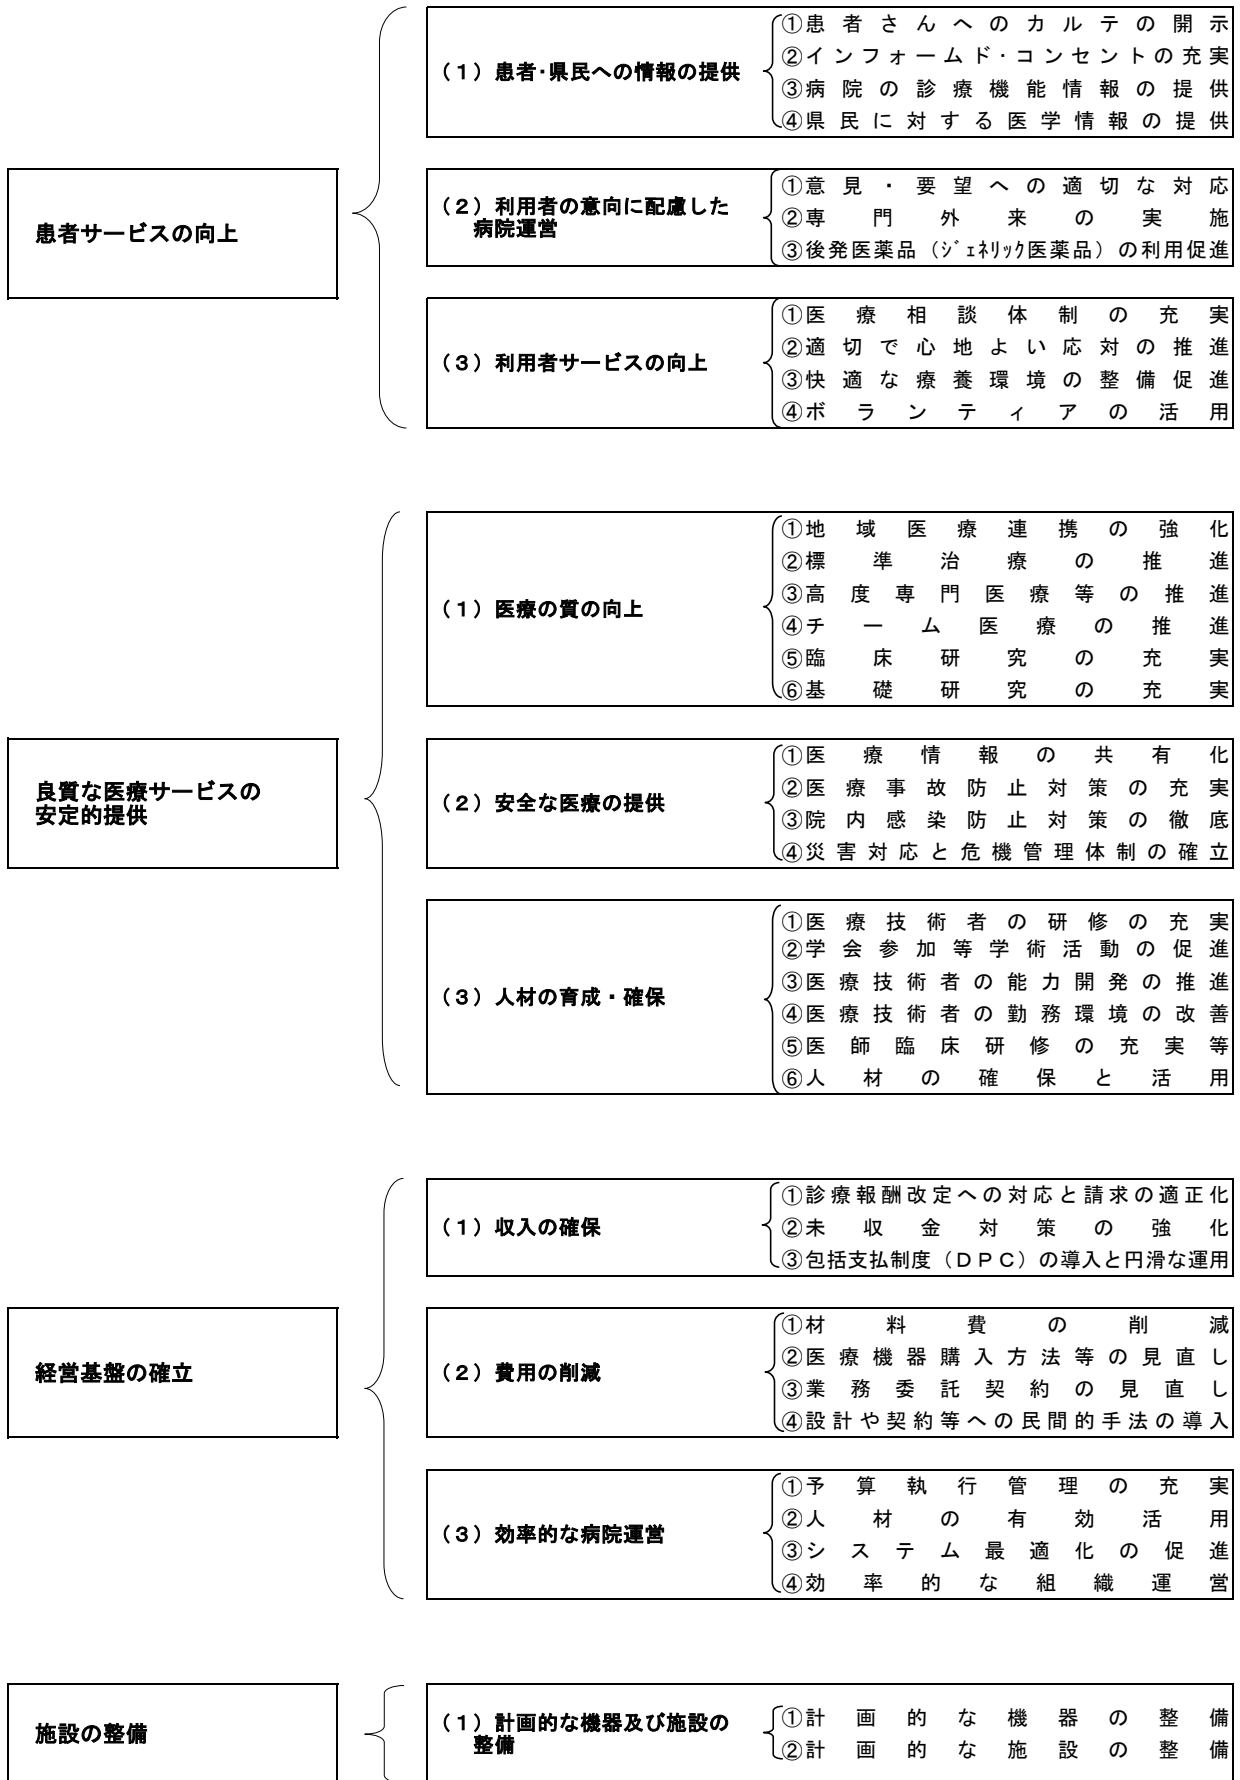 患者サービスの向上
（１）患者・県民への情報の提供
①患者さんへのカルテの開示
②インフォームド・コンセントの充実
③病院の診療機能情報の提供
④県民に対する医学情報の提供
（２）利用者の意向に配慮した
病院運営
①意見・要望への適切な対応
②専門外来の実施
③後発医薬品（ｼﾞｪﾈﾘｯｸ医薬品）の利用促進
（３）利用者サービスの向上
①医療相談体制の充実
②適切で心地よい応対の推進
③快適な療養環境の整備促進
④ボランティアの活用
良質な医療サービスの
安定的提供
（１）医療の質の向上
①地域医療連携の強化
②標準治療の推進
③高度専門医療等の推進
④チーム医療の推進
⑤臨床研究の充実
⑥基礎研究の充実
（２）安全な医療の提供
①医療情報の共有化
②医療事故防止対策の充実
③院内感染防止対策の徹底
④災害対応と危機管理体制の確立
（３）人材の育成・確保
①医療技術者の研修の充実
②学会参加等学術活動の促進
③医療技術者の能力開発の推進
④医療技術者の勤務環境の改善
⑤医師臨床研修の充実等
⑥人材の確保と活用
経営基盤の確立
（１）収入の確保
①診療報酬改定への対応と請求の適正化
②未収金対策の強化
③包括支払制度（ＤＰＣ）の導入と円滑な運用
（２）費用の削減
①材料費の削減
②医療機器購入方法等の見直し
③業務委託契約の見直し
④設計や契約等への民間的手法の導入
（３）効率的な病院運営
①予算執行管理の充実
②人材の有効活用
③システム最適化の促進
④効率的な組織運営
施設の整備
（１）計画的な機器及び施設の
整備
①計画的な機器の整備
②計画的な施設の整備